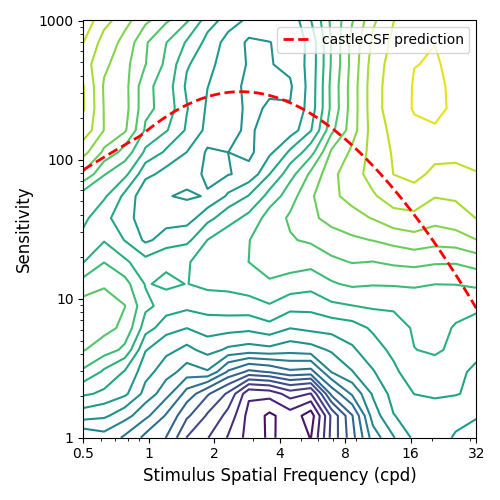 1000
castleCSF prediction
100
Sensitivity
10
1
0.5 1 2 4 8 16 32
Stimulus Spatial Frequency (cpd)